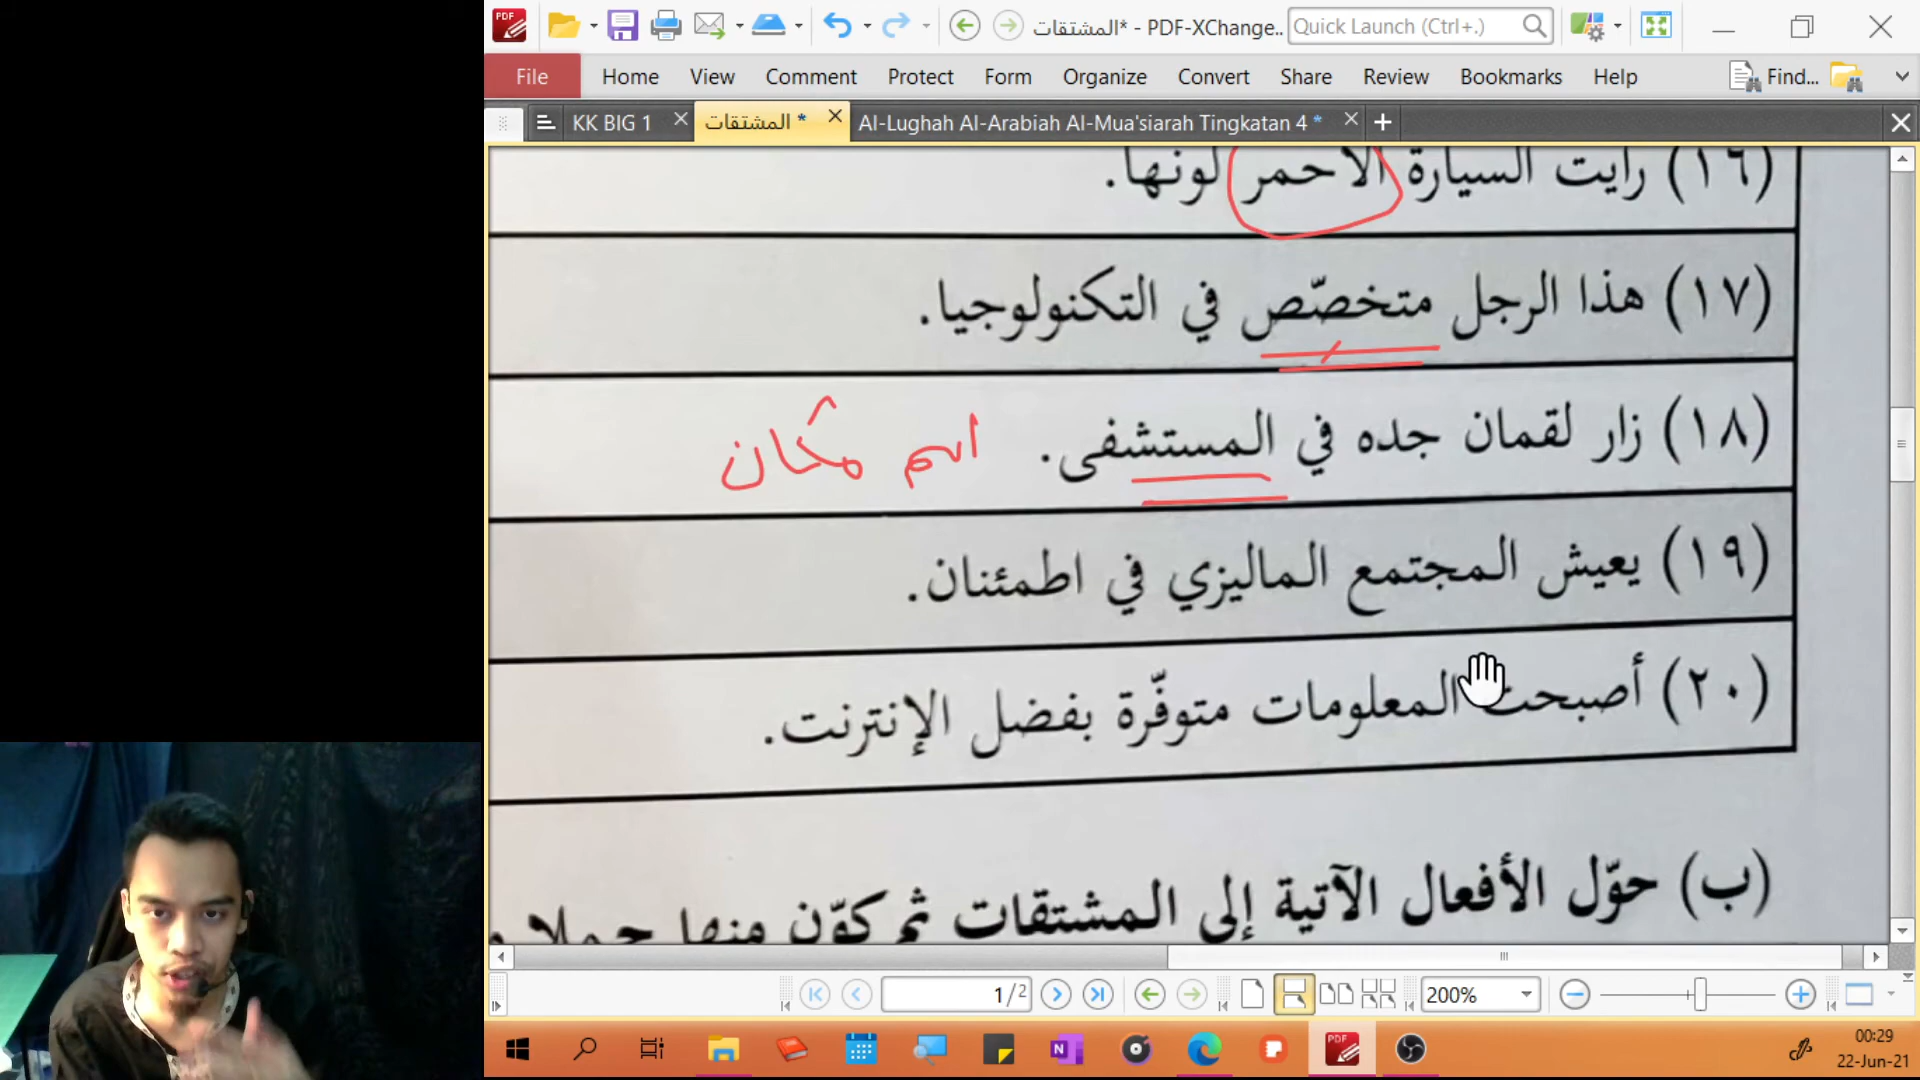 المشتقات* - PDF-XChange..
Quick Launch (Ctrl+.)
File Home View Comment Protect Form Organize Convert Share Review Bookmarks Help Find...
KK BIG 1
المشتقات *
Al-Lughah Al-Arabiah Al-Mua'siarah Tingkatan 4 *
(١٦) رأيت السيارة الأحمر لونها.
(١٧) هذا الرجل متخصّص في التكنولوجيا.
(١٨) زار لقمان جده في المستشفى.
اسم مكان
(١٩) يعيش المجتمع الماليزي في اطمئنان.
(٢٠) أصبحت المعلومات متوفّرة بفضل الإنترنت.
(ب) حوّل الأفعال الآتية إلى المشتقات ثم كوّن منها جملا
1 / 2
200%
00:29
22-Jun-21